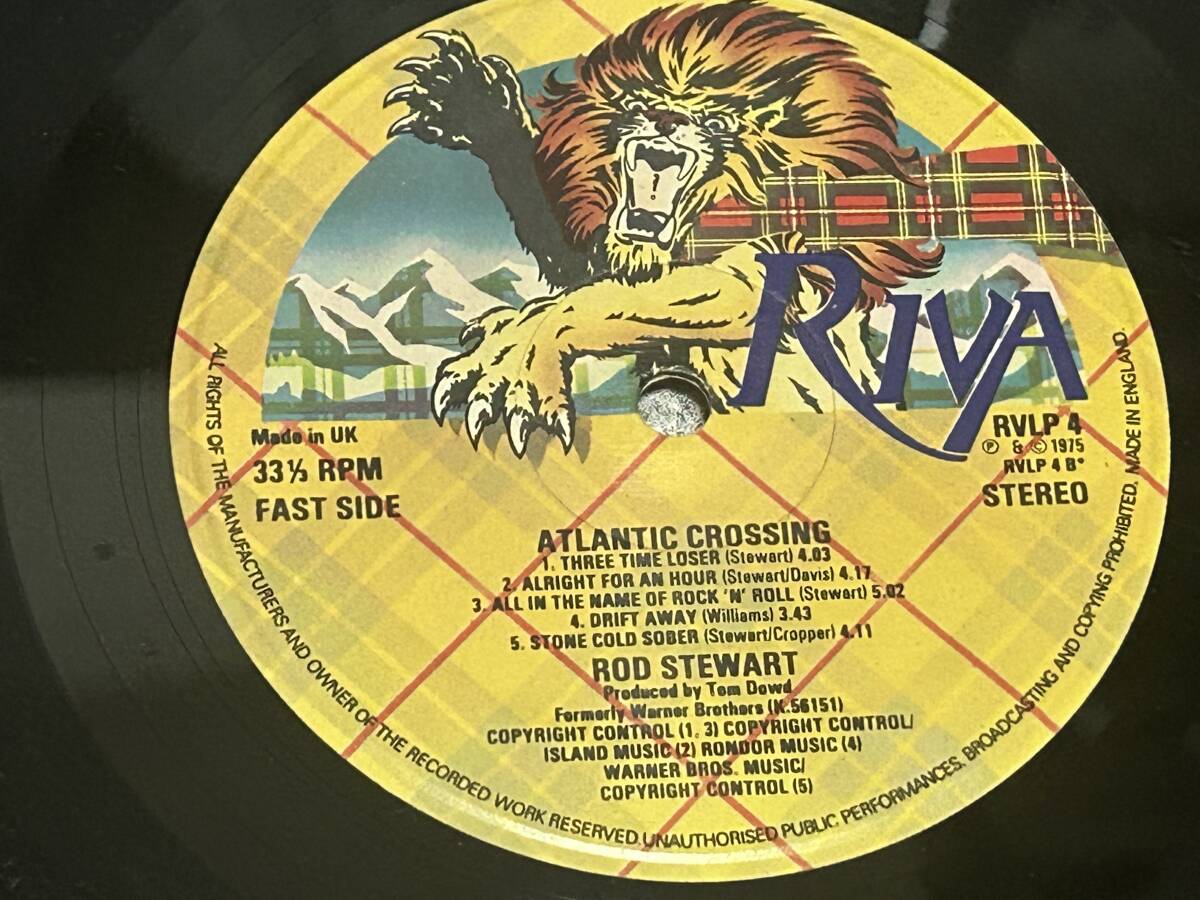 RIVA
Made in UK
33⅓ RPM
FAST SIDE
RVLP 4
Ⓟ & © 1975
RVLP 4 B*
STEREO
ATLANTIC CROSSING
1. THREE TIME LOSER (Stewart) 4.03
2. ALRIGHT FOR AN HOUR (Stewart/Davis) 4.17
3. ALL IN THE NAME OF ROCK 'N' ROLL (Stewart) 5.02
4. DRIFT AWAY (Williams) 3.43
5. STONE COLD SOBER (Stewart/Cropper) 4.11
ROD STEWART
Produced by Tom Dowd
Formerly Warner Brothers (K.56151)
COPYRIGHT CONTROL (1, 3) COPYRIGHT CONTROL/
ISLAND MUSIC (2) RONDOR MUSIC (4)
WARNER BROS. MUSIC/
COPYRIGHT CONTROL (5)
ALL RIGHTS OF THE MANUFACTURERS AND OWNER OF THE RECORDED WORK RESERVED. UNAUTHORISED PUBLIC PERFORMANCES, BROADCASTING AND COPYING PROHIBITED. MADE IN ENGLAND.